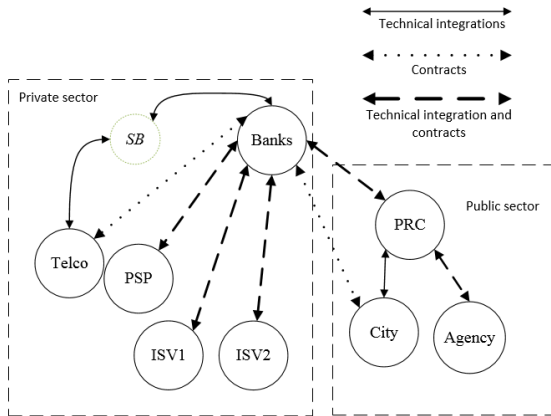 Technical integrations
Contracts
Technical integration and
contracts
Private sector
SB
Banks
Public sector
PRC
Telco
PSP
City
Agency
ISV1
ISV2